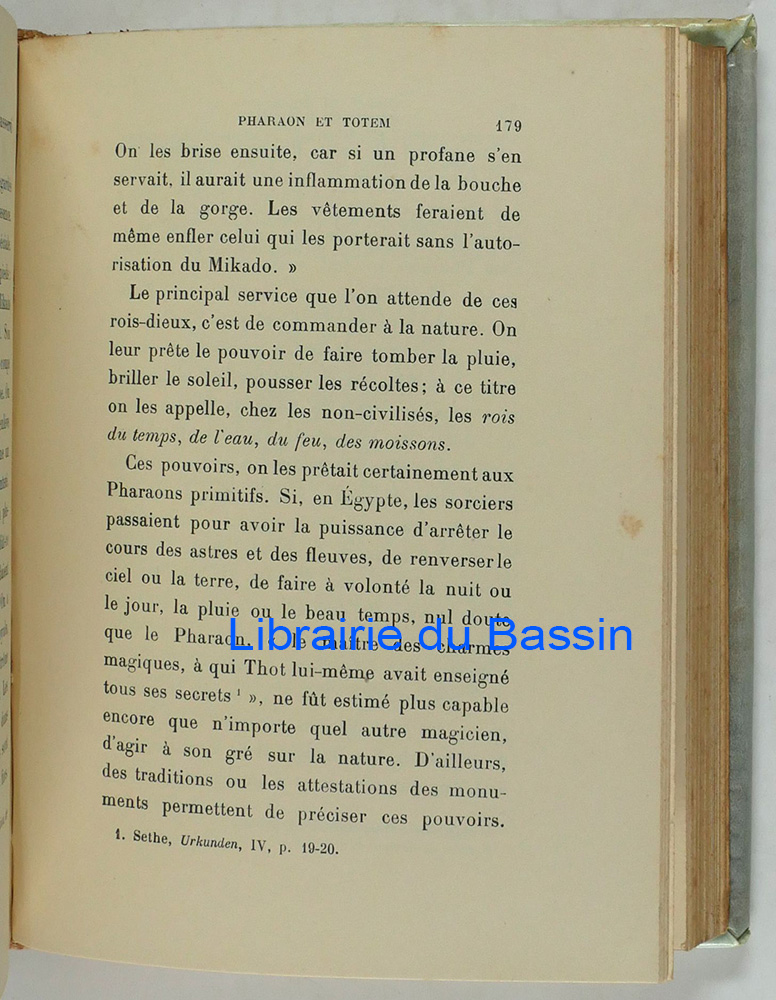 PHARAON ET TOTEM 179
On les brise ensuite, car si un profane s'en
servait, il aurait une inflammation de la bouche
et de la gorge. Les vêtements feraient de
même enfler celui qui les porterait sans l'auto-
risation du Mikado. »
Le principal service que l'on attende de ces
rois-dieux, c'est de commander à la nature. On
leur prête le pouvoir de faire tomber la pluie,
briller le soleil, pousser les récoltes; à ce titre
on les appelle, chez les non-civilisés, les rois
du temps, de l'eau, du feu, des moissons.
Ces pouvoirs, on les prêtait certainement aux
Pharaons primitifs. Si, en Égypte, les sorciers
passaient pour avoir la puissance d'arrêter le
cours des astres et des fleuves, de renverser le
ciel ou la terre, de faire à volonté la nuit ou
le jour, la pluie ou le beau temps, nul doute
que le Pharaon, « le maître des charmes
magiques, à qui Thot lui-même avait enseigné
tous ses secrets 1 », ne fût estimé plus capable
encore que n'importe quel autre magicien,
d'agir à son gré sur la nature. D'ailleurs,
des traditions ou les attestations des monu-
ments permettent de préciser ces pouvoirs.
1. Sethe, Urkunden, IV, p. 19-20.
Librairie du Bassin